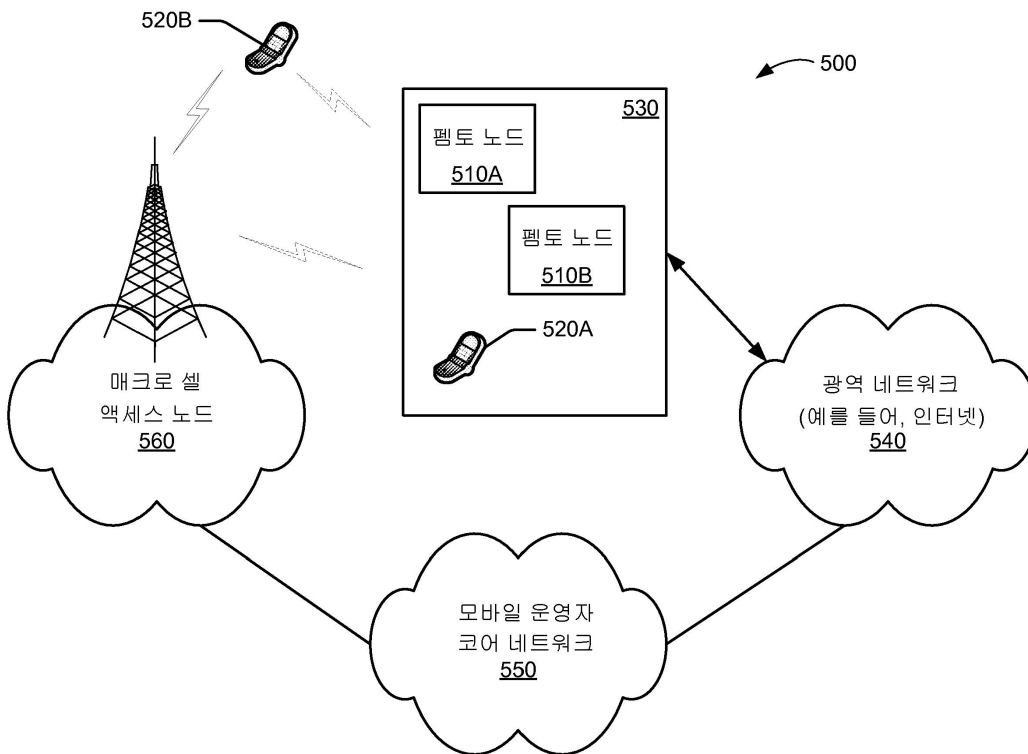 520B
500
530
펨토 노드
510A
펨토 노드
510B
520A
매크로 셀
액세스 노드
560
광역 네트워크
(예를 들어, 인터넷)
540
모바일 운영자
코어 네트워크
550